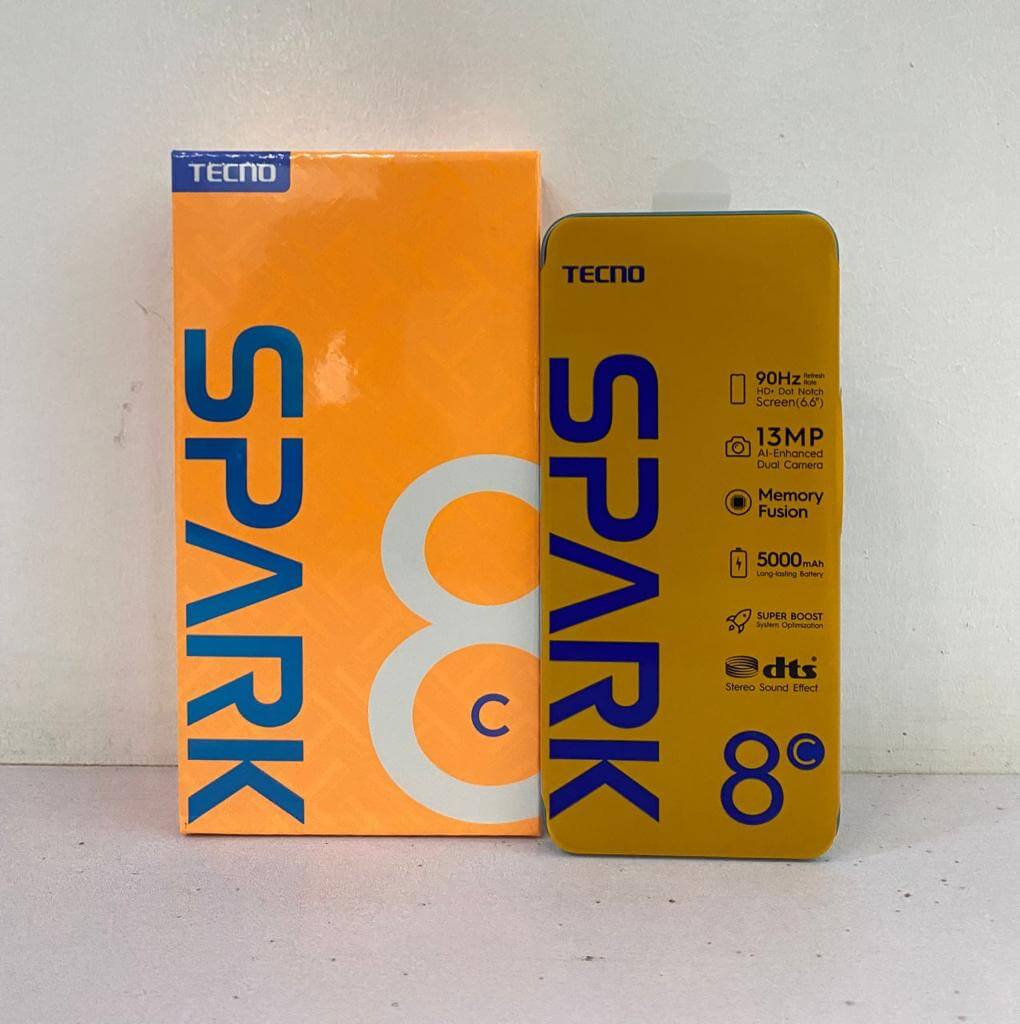 TECNO
SPARK
8
C
TECNO
SPARK
90Hz Refresh Rate
HD+ Dot Notch
Screen(6.6")
13MP
AI-Enhanced
Dual Camera
Memory
Fusion
5000mAh
Long-lasting Battery
SUPER BOOST
System Optimization
dts
Stereo Sound Effect
8C